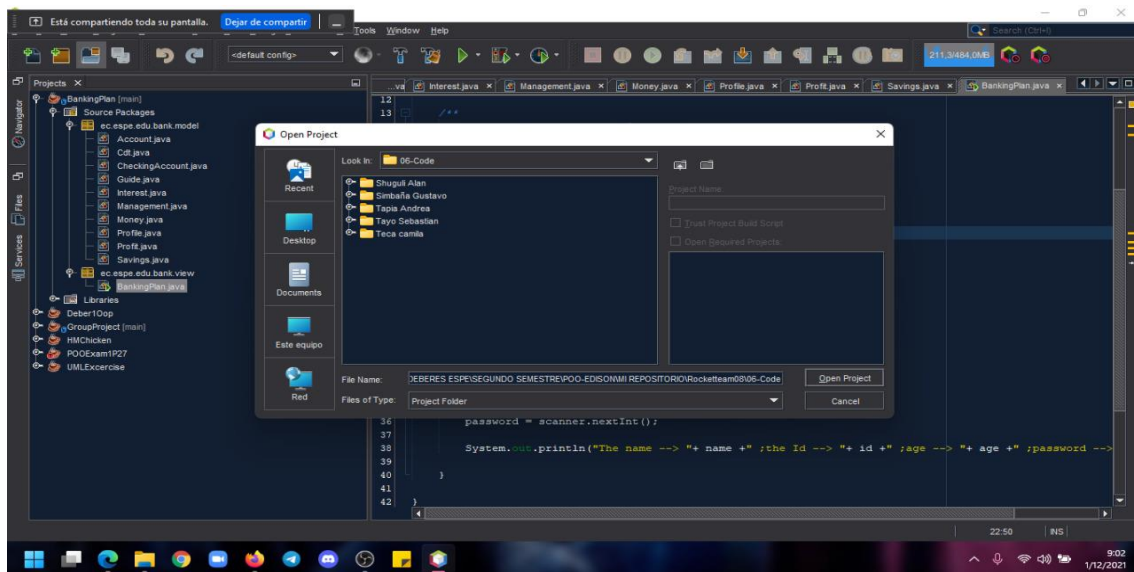 Está compartiendo toda su pantalla. Dejar de compartir
Tools Window Help
Search (Ctrl+I)
<default config>
211,3/484,0MB
Projects
...va Interest.java Management.java Money.java Profile.java Profit.java Savings.java BankingPlan.java
Navigator
Files
Services
BankingPlan [main]
Source Packages
ec.espe.edu.bank.model
Account.java
Cdt.java
CheckingAccount.java
Guide.java
Interest.java
Management.java
Money.java
Profile.java
Profit.java
Savings.java
ec.espe.edu.bank.view
BankingPlan.java
Libraries
Deber1Oop
GroupProject [main]
HMChicken
POOExam1P27
UMLExcercise
12
13 /**
Open Project
Look In: 06-Code
Recent
Desktop
Documents
Este equipo
Red
Shuguli Alan
Simbaña Gustavo
Tapia Andrea
Tayo Sebastian
Teca camila
Project Name:
Trust Project Build Script
Open Required Projects:
File Name: DEBERES ESPE\SEGUNDO SEMESTRE\POO-EDISON\MI REPOSITORIO\Rocketteam08\06-Code
Open Project
Files of Type: Project Folder
Cancel
36 password = scanner.nextInt();
37
38 System.out.println("The name --> "+ name +" ;the Id --> "+ id +" ;age --> "+ age +" ;password -->
39
40 }
41
42 }
22:50 INS
9:02
1/12/2021